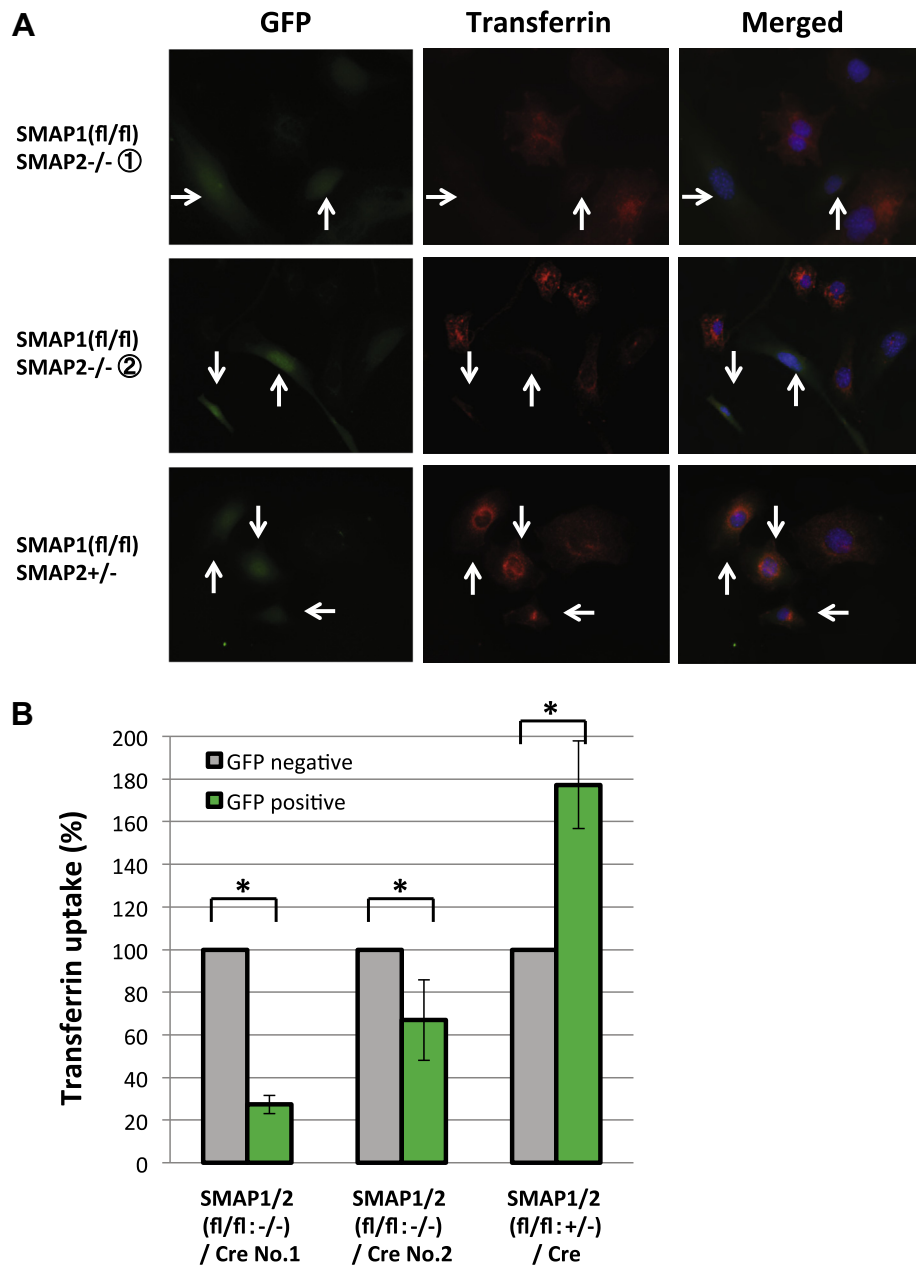 A
GFP
Transferrin
Merged
SMAP1(fl/fl)
SMAP2-/- ①
SMAP1(fl/fl)
SMAP2-/- ②
SMAP1(fl/fl)
SMAP2+/-
B
Transferrin uptake (%)
200
180
160
140
120
100
80
60
40
20
0
GFP negative
GFP positive
*
*
*
SMAP1/2
(fl/fl:-/-)
/ Cre No.1
SMAP1/2
(fl/fl:-/-)
/ Cre No.2
SMAP1/2
(fl/fl:+/-)
/ Cre